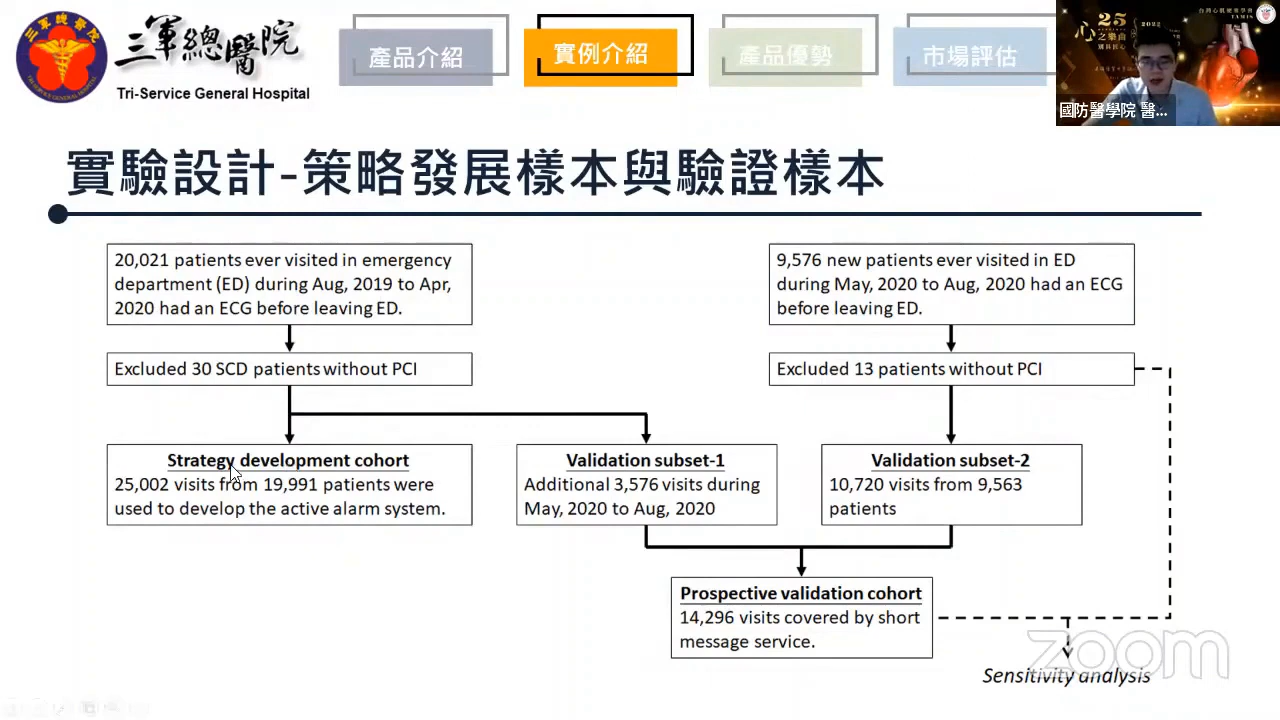 三軍總醫院
Tri-Service General Hospital
產品介紹
實例介紹
產品優勢
市場評估
25
2022
心之樂曲
國防醫學院 醫...
實驗設計-策略發展樣本與驗證樣本
20,021 patients ever visited in emergency
department (ED) during Aug, 2019 to Apr,
2020 had an ECG before leaving ED.
9,576 new patients ever visited in ED
during May, 2020 to Aug, 2020 had an ECG
before leaving ED.
Excluded 30 SCD patients without PCI
Excluded 13 patients without PCI
Strategy development cohort
25,002 visits from 19,991 patients were
used to develop the active alarm system.
Validation subset-1
Additional 3,576 visits during
May, 2020 to Aug, 2020
Validation subset-2
10,720 visits from 9,563
patients
Prospective validation cohort
14,296 visits covered by short
message service.
zoom
Sensitivity analysis